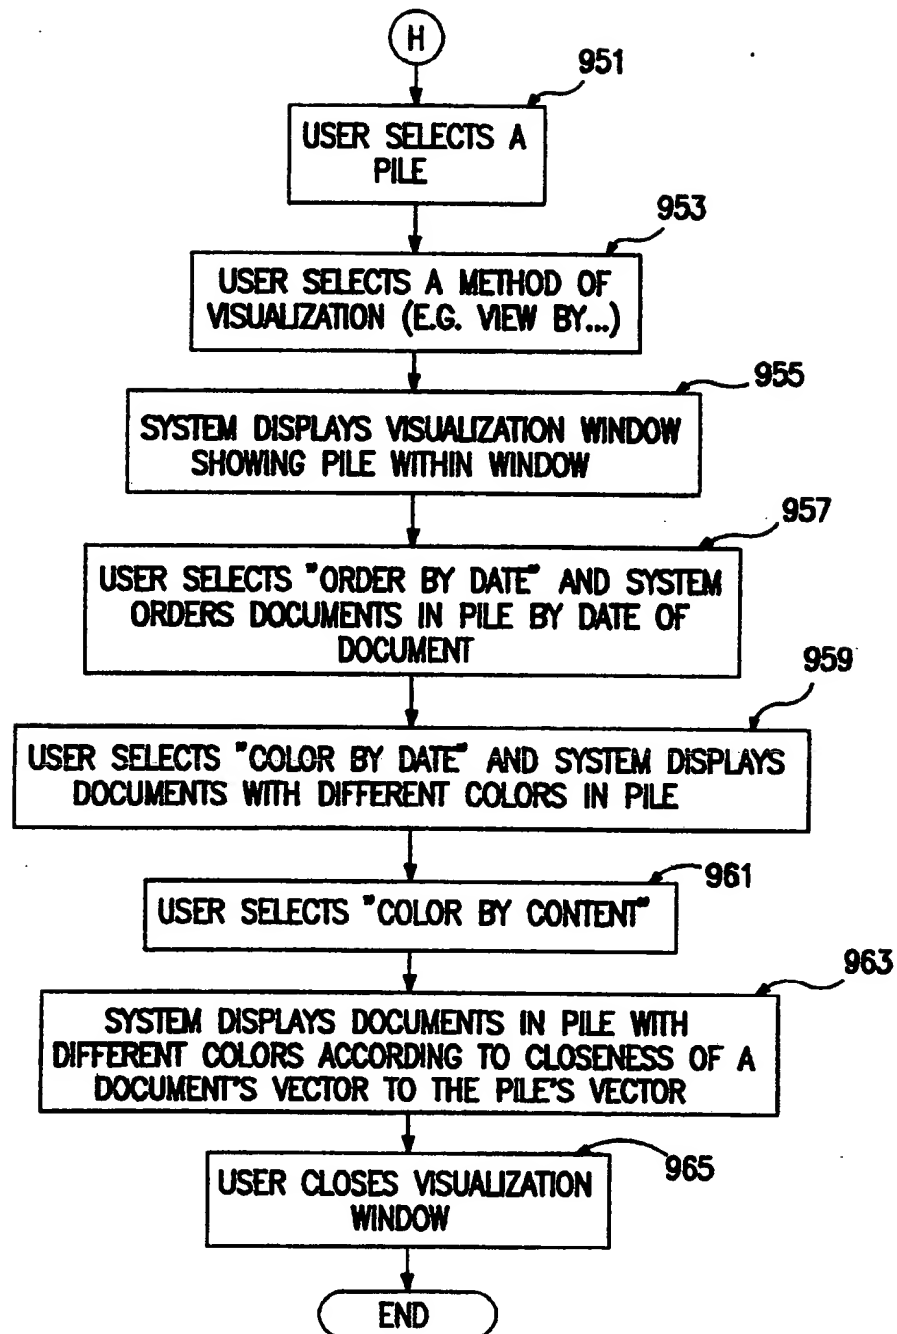 H
951
USER SELECTS A
PILE
953
USER SELECTS A METHOD OF
VISUALIZATION (E.G. VIEW BY...)
955
SYSTEM DISPLAYS VISUALIZATION WINDOW
SHOWING PILE WITHIN WINDOW
957
USER SELECTS "ORDER BY DATE" AND SYSTEM
ORDERS DOCUMENTS IN PILE BY DATE OF
DOCUMENT
959
USER SELECTS "COLOR BY DATE" AND SYSTEM DISPLAYS
DOCUMENTS WITH DIFFERENT COLORS IN PILE
961
USER SELECTS "COLOR BY CONTENT"
963
SYSTEM DISPLAYS DOCUMENTS IN PILE WITH
DIFFERENT COLORS ACCORDING TO CLOSENESS OF A
DOCUMENT'S VECTOR TO THE PILE'S VECTOR
965
USER CLOSES VISUALIZATION
WINDOW
END